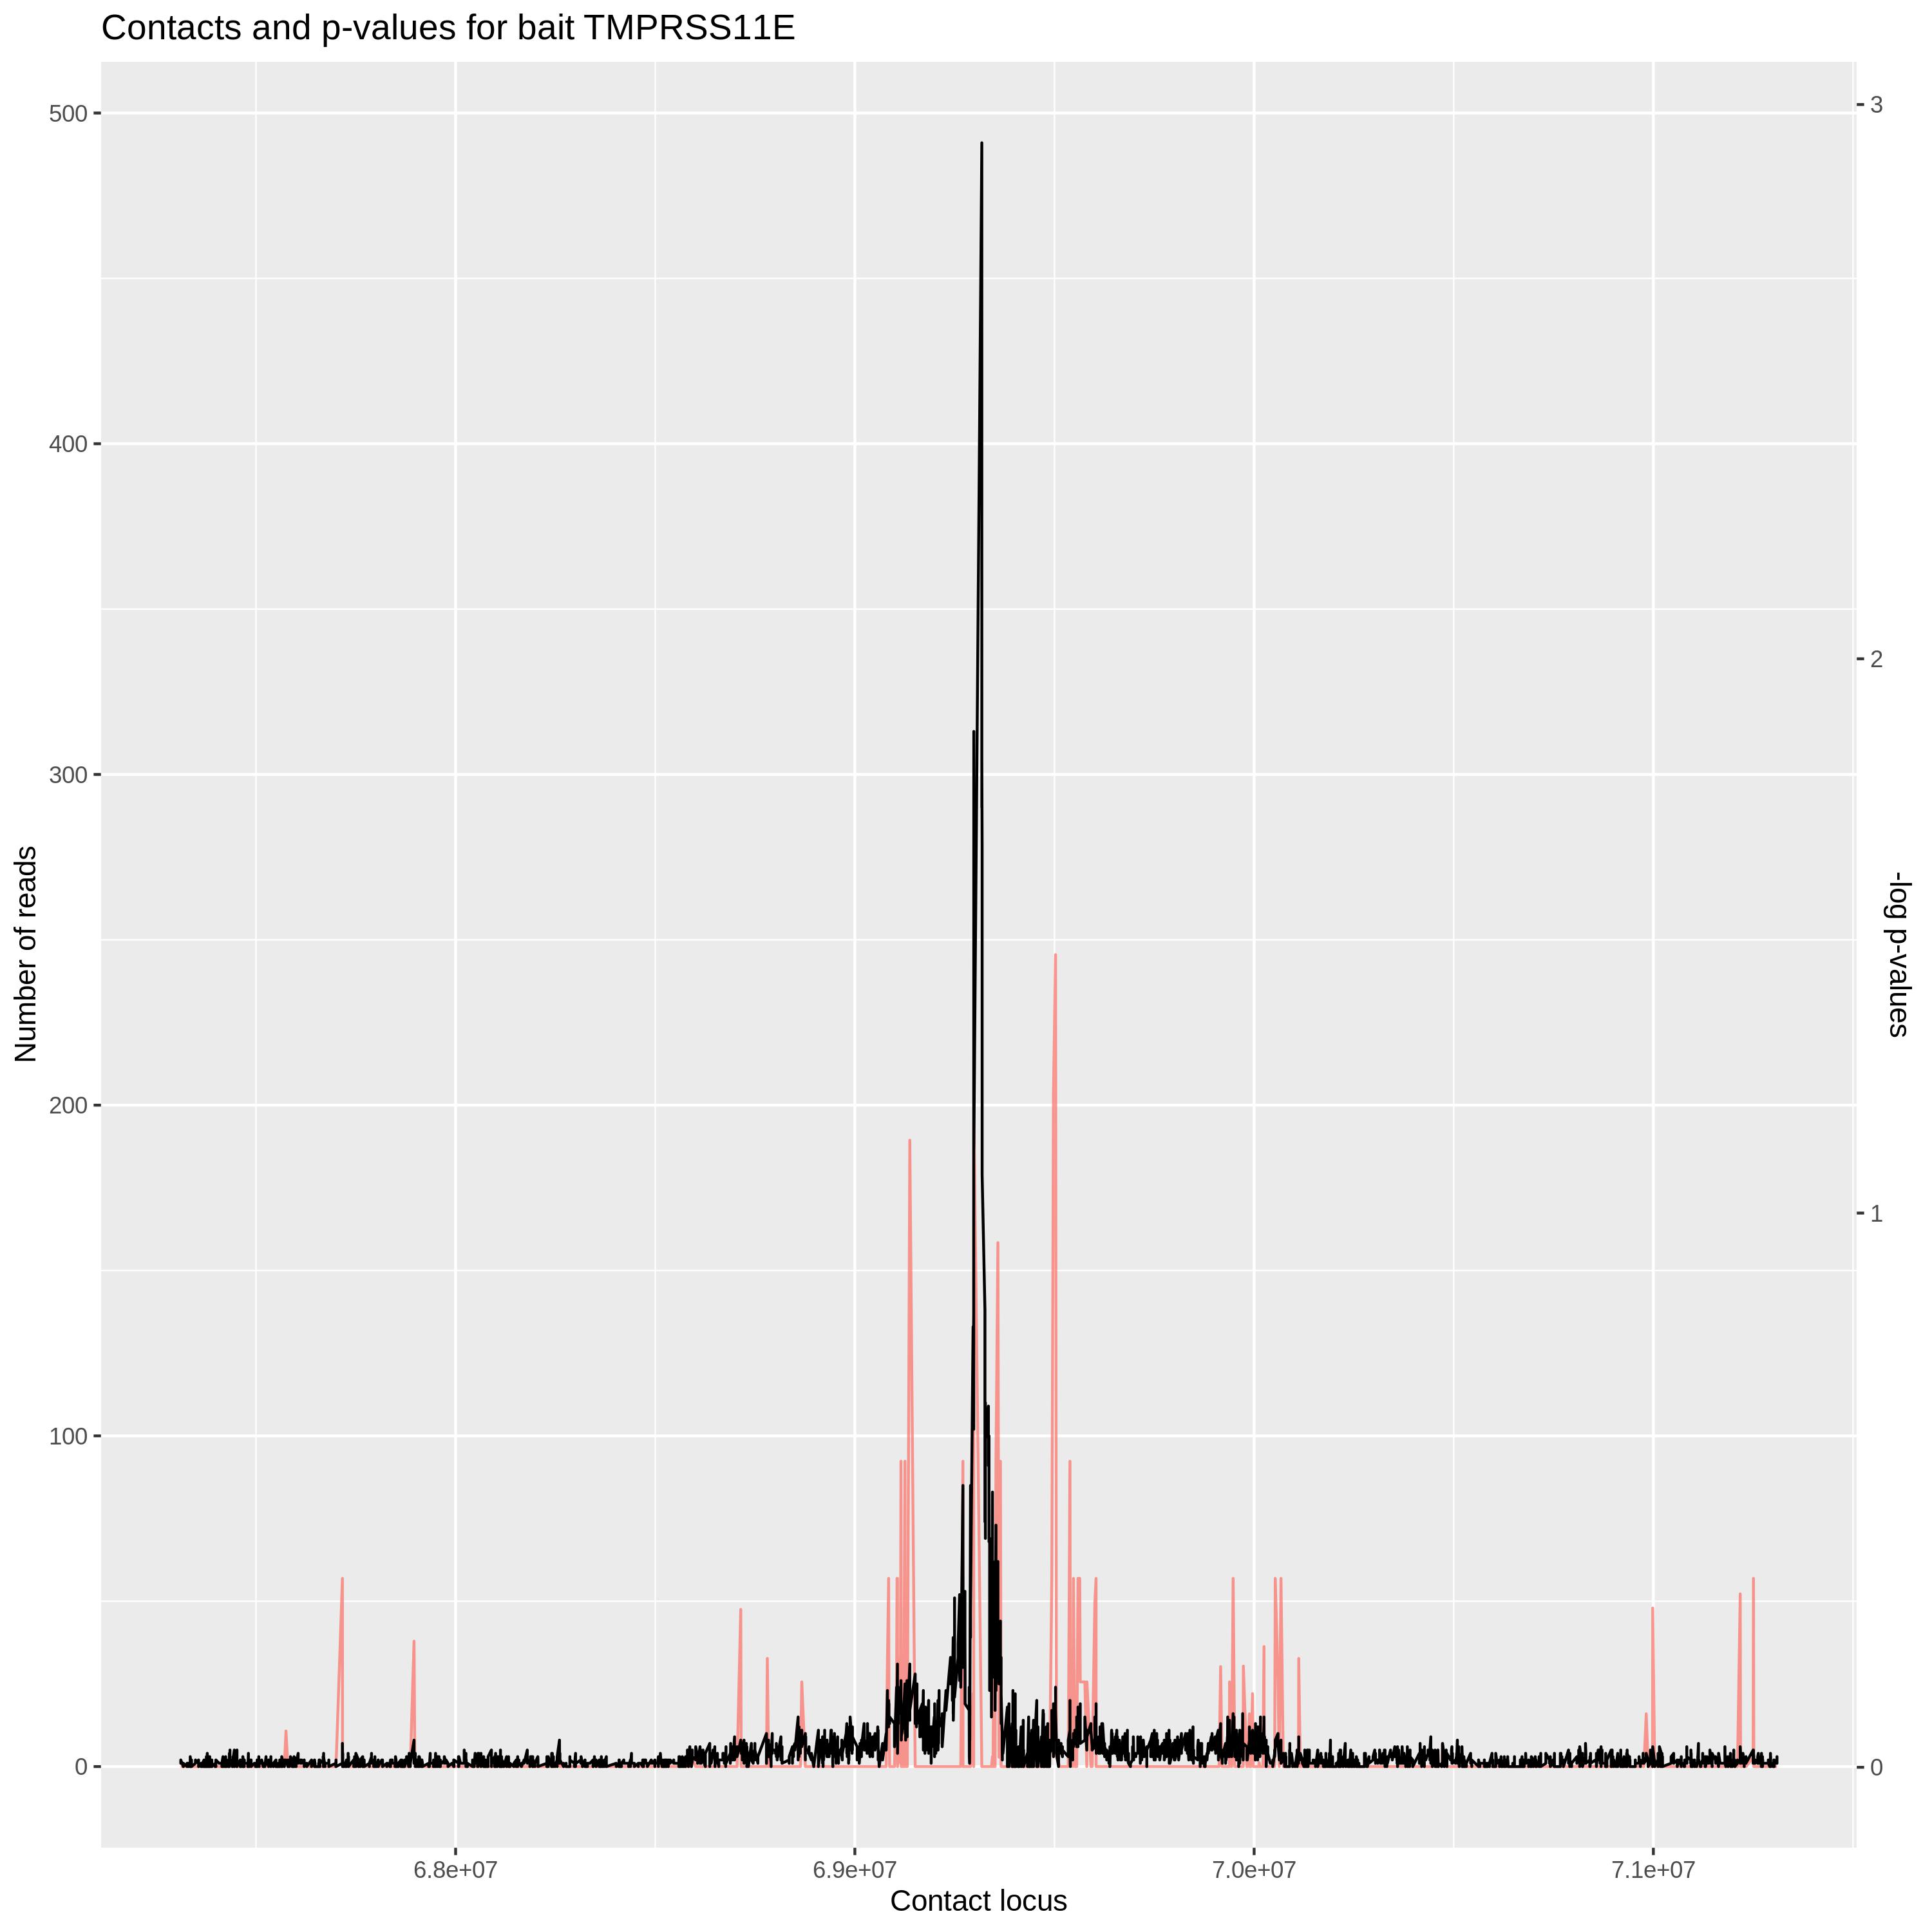 Contacts and p-values for bait TMPRSS11E
500
400
300
200
100
0
Number of reads
3
2
1
0
-log p-values
6.8e+07
6.9e+07
7.0e+07
7.1e+07
Contact locus